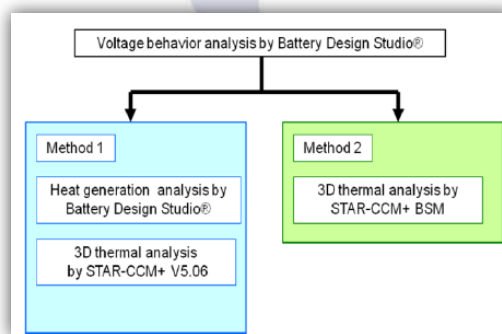 Voltage behavior analysis by Battery Design Studio®
Method 1
Heat generation analysis by
Battery Design Studio®
3D thermal analysis
by STAR-CCM+ V5.06
Method 2
3D thermal analysis by
STAR-CCM+ BSM